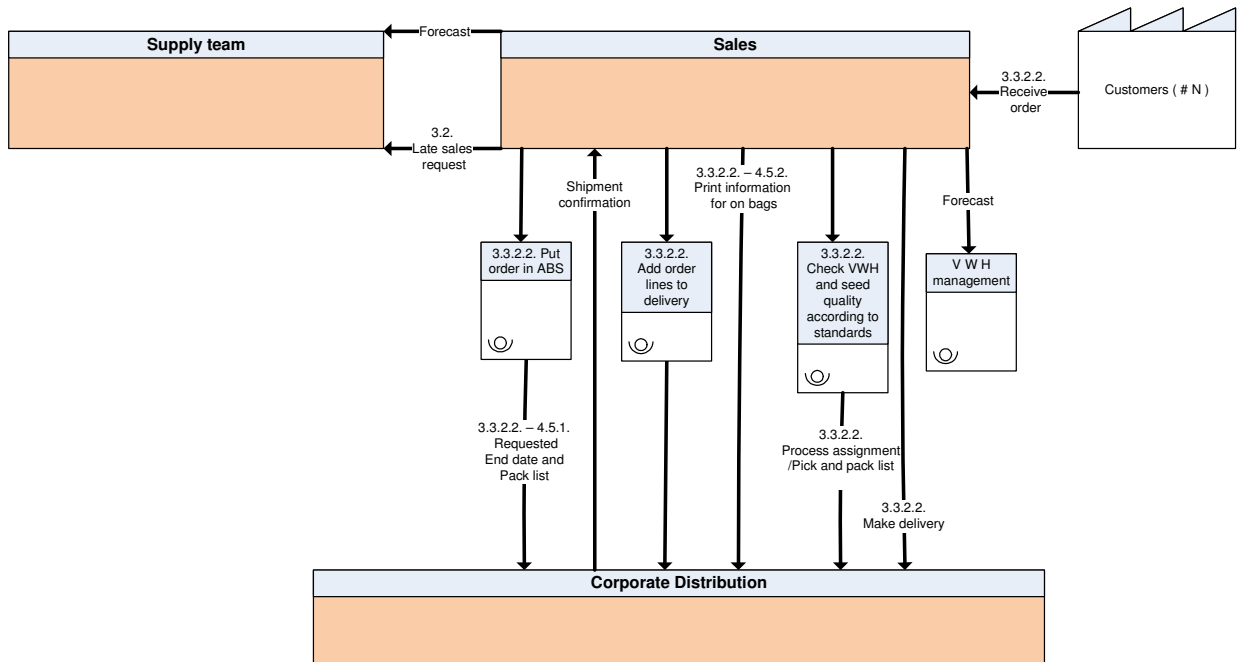 Supply team
Forecast
Sales
3.3.2.2.
Receive
order
Customers ( # N )
3.2.
Late sales
request
Shipment
confirmation
3.3.2.2. – 4.5.2.
Print information
for on bags
Forecast
3.3.2.2. Put
order in ABS
3.3.2.2.
Add order
lines to
delivery
3.3.2.2.
Check VWH
and seed
quality
according to
standards
V W H
management
3.3.2.2. – 4.5.1.
Requested
End date and
Pack list
3.3.2.2.
Process assignment
/Pick and pack list
3.3.2.2.
Make delivery
Corporate Distribution